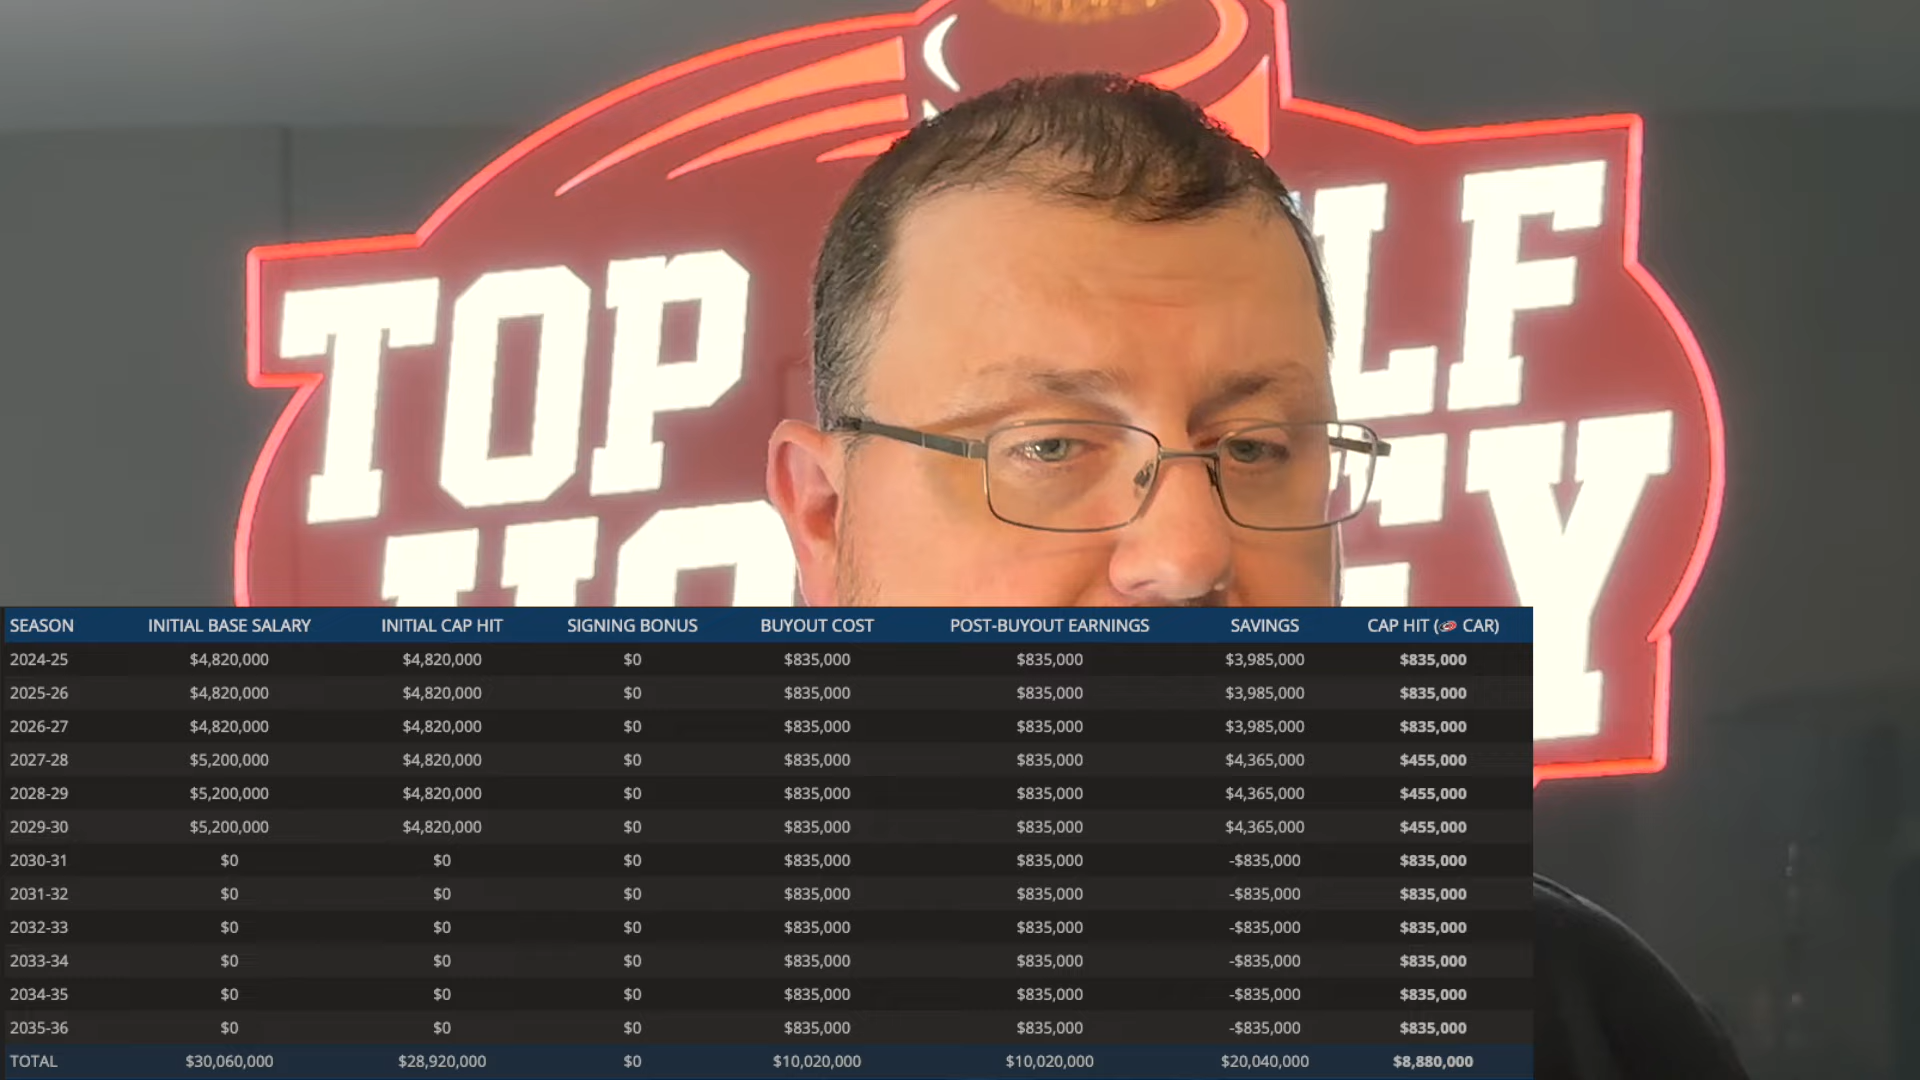 TOP LF
SEASON INITIAL BASE SALARY INITIAL CAP HIT SIGNING BONUS BUYOUT COST POST-BUYOUT EARNINGS SAVINGS CAP HIT ( CAR)
2024-25 $4,820,000 $4,820,000 $0 $835,000 $835,000 $3,985,000 $835,000
2025-26 $4,820,000 $4,820,000 $0 $835,000 $835,000 $3,985,000 $835,000
2026-27 $4,820,000 $4,820,000 $0 $835,000 $835,000 $3,985,000 $835,000
2027-28 $5,200,000 $4,820,000 $0 $835,000 $835,000 $4,365,000 $455,000
2028-29 $5,200,000 $4,820,000 $0 $835,000 $835,000 $4,365,000 $455,000
2029-30 $5,200,000 $4,820,000 $0 $835,000 $835,000 $4,365,000 $455,000
2030-31 $0 $0 $0 $835,000 $835,000 -$835,000 $835,000
2031-32 $0 $0 $0 $835,000 $835,000 -$835,000 $835,000
2032-33 $0 $0 $0 $835,000 $835,000 -$835,000 $835,000
2033-34 $0 $0 $0 $835,000 $835,000 -$835,000 $835,000
2034-35 $0 $0 $0 $835,000 $835,000 -$835,000 $835,000
2035-36 $0 $0 $0 $835,000 $835,000 -$835,000 $835,000
TOTAL $30,060,000 $28,920,000 $0 $10,020,000 $10,020,000 $20,040,000 $8,880,000